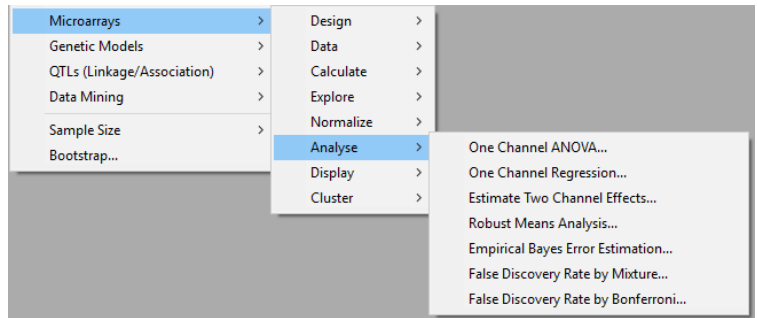 Microarrays
Genetic Models
QTLs (Linkage/Association)
Data Mining
Sample Size
Bootstrap...
Design
Data
Calculate
Explore
Normalize
Analyse
Display
Cluster
One Channel ANOVA...
One Channel Regression...
Estimate Two Channel Effects...
Robust Means Analysis...
Empirical Bayes Error Estimation...
False Discovery Rate by Mixture...
False Discovery Rate by Bonferroni...